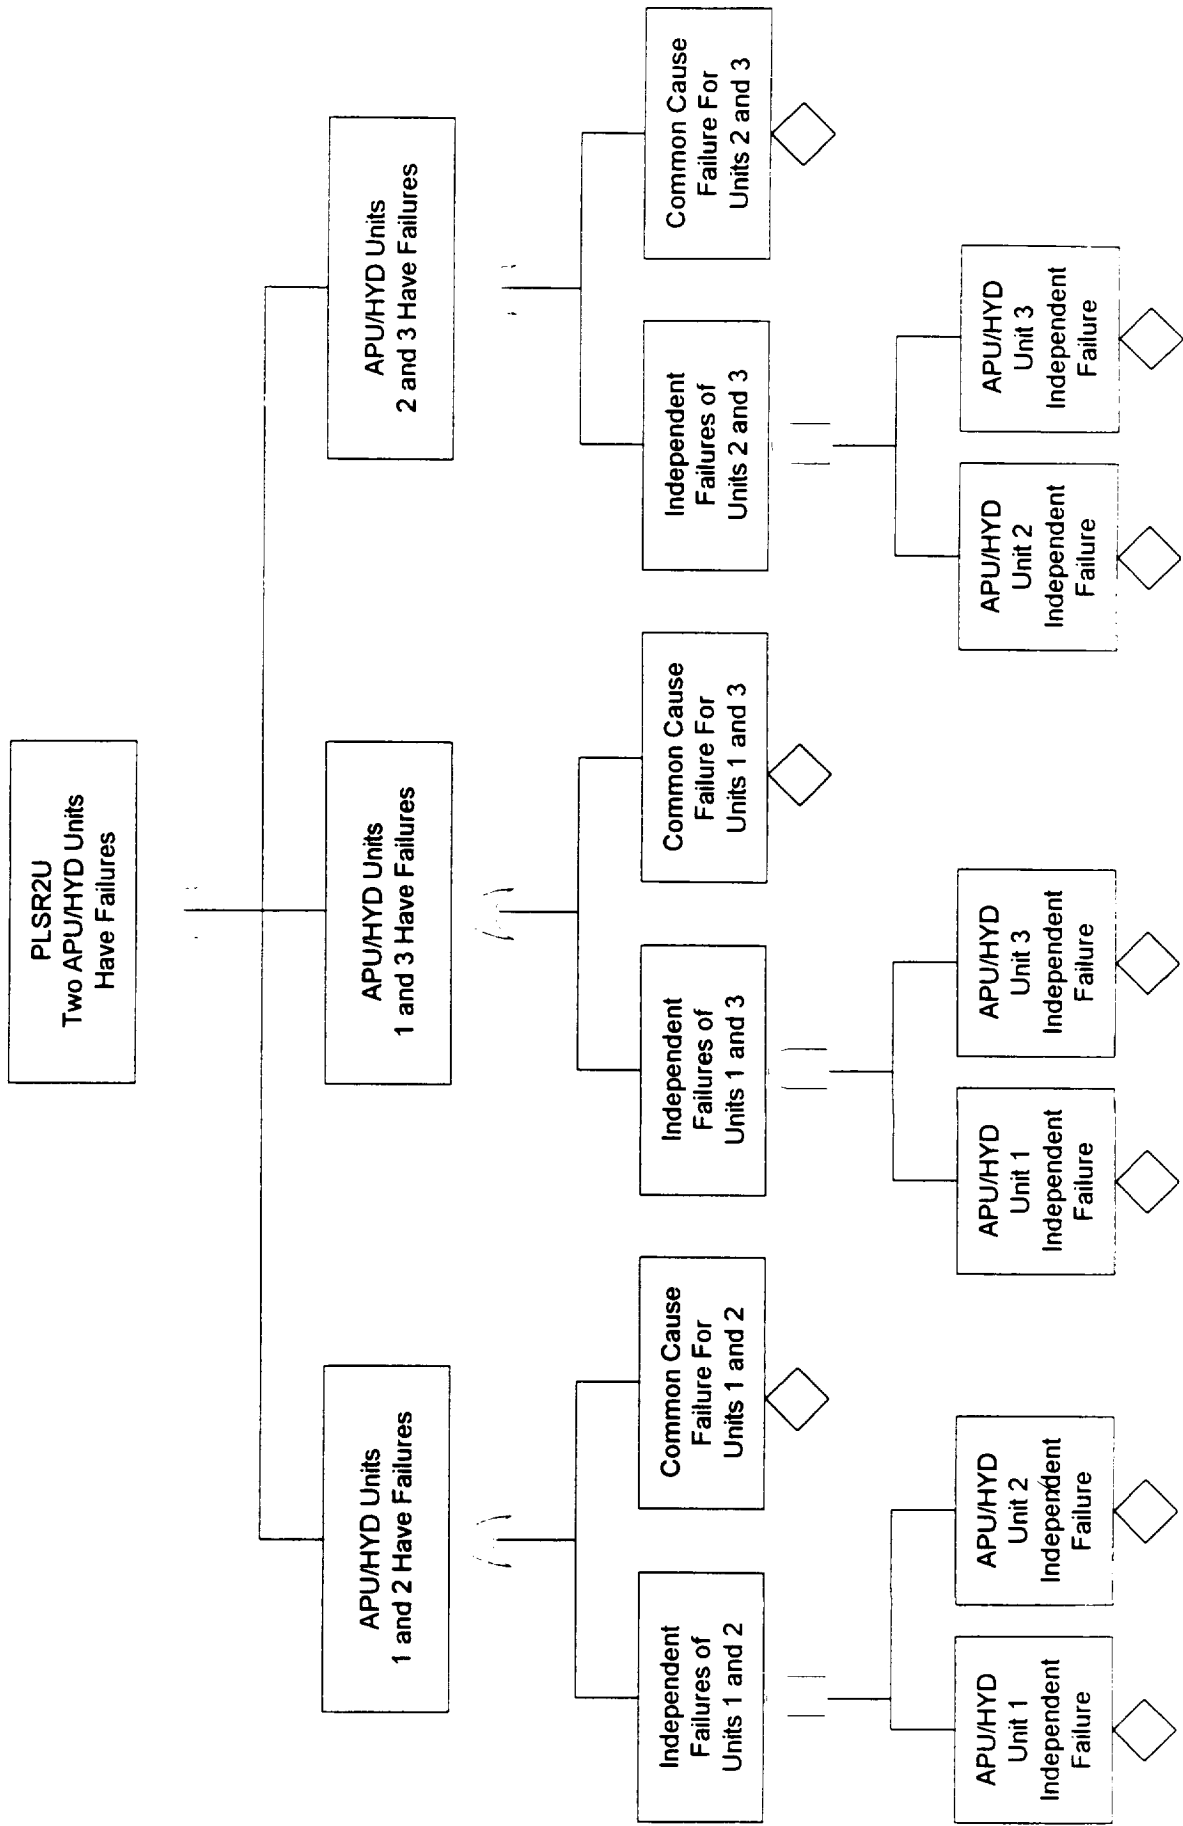 PLSR2U
Two APU/HYD Units
Have Failures
APU/HYD Units
1 and 2 Have Failures
APU/HYD Units
1 and 3 Have Failures
APU/HYD Units
2 and 3 Have Failures
Independent
Failures of
Units 1 and 2
Common Cause
Failure For
Units 1 and 2
Independent
Failures of
Units 1 and 3
Common Cause
Failure For
Units 1 and 3
Independent
Failures of
Units 2 and 3
Common Cause
Failure For
Units 2 and 3
APU/HYD
Unit 1
Independent
Failure
APU/HYD
Unit 2
Independent
Failure
APU/HYD
Unit 1
Independent
Failure
APU/HYD
Unit 3
Independent
Failure
APU/HYD
Unit 2
Independent
Failure
APU/HYD
Unit 3
Independent
Failure